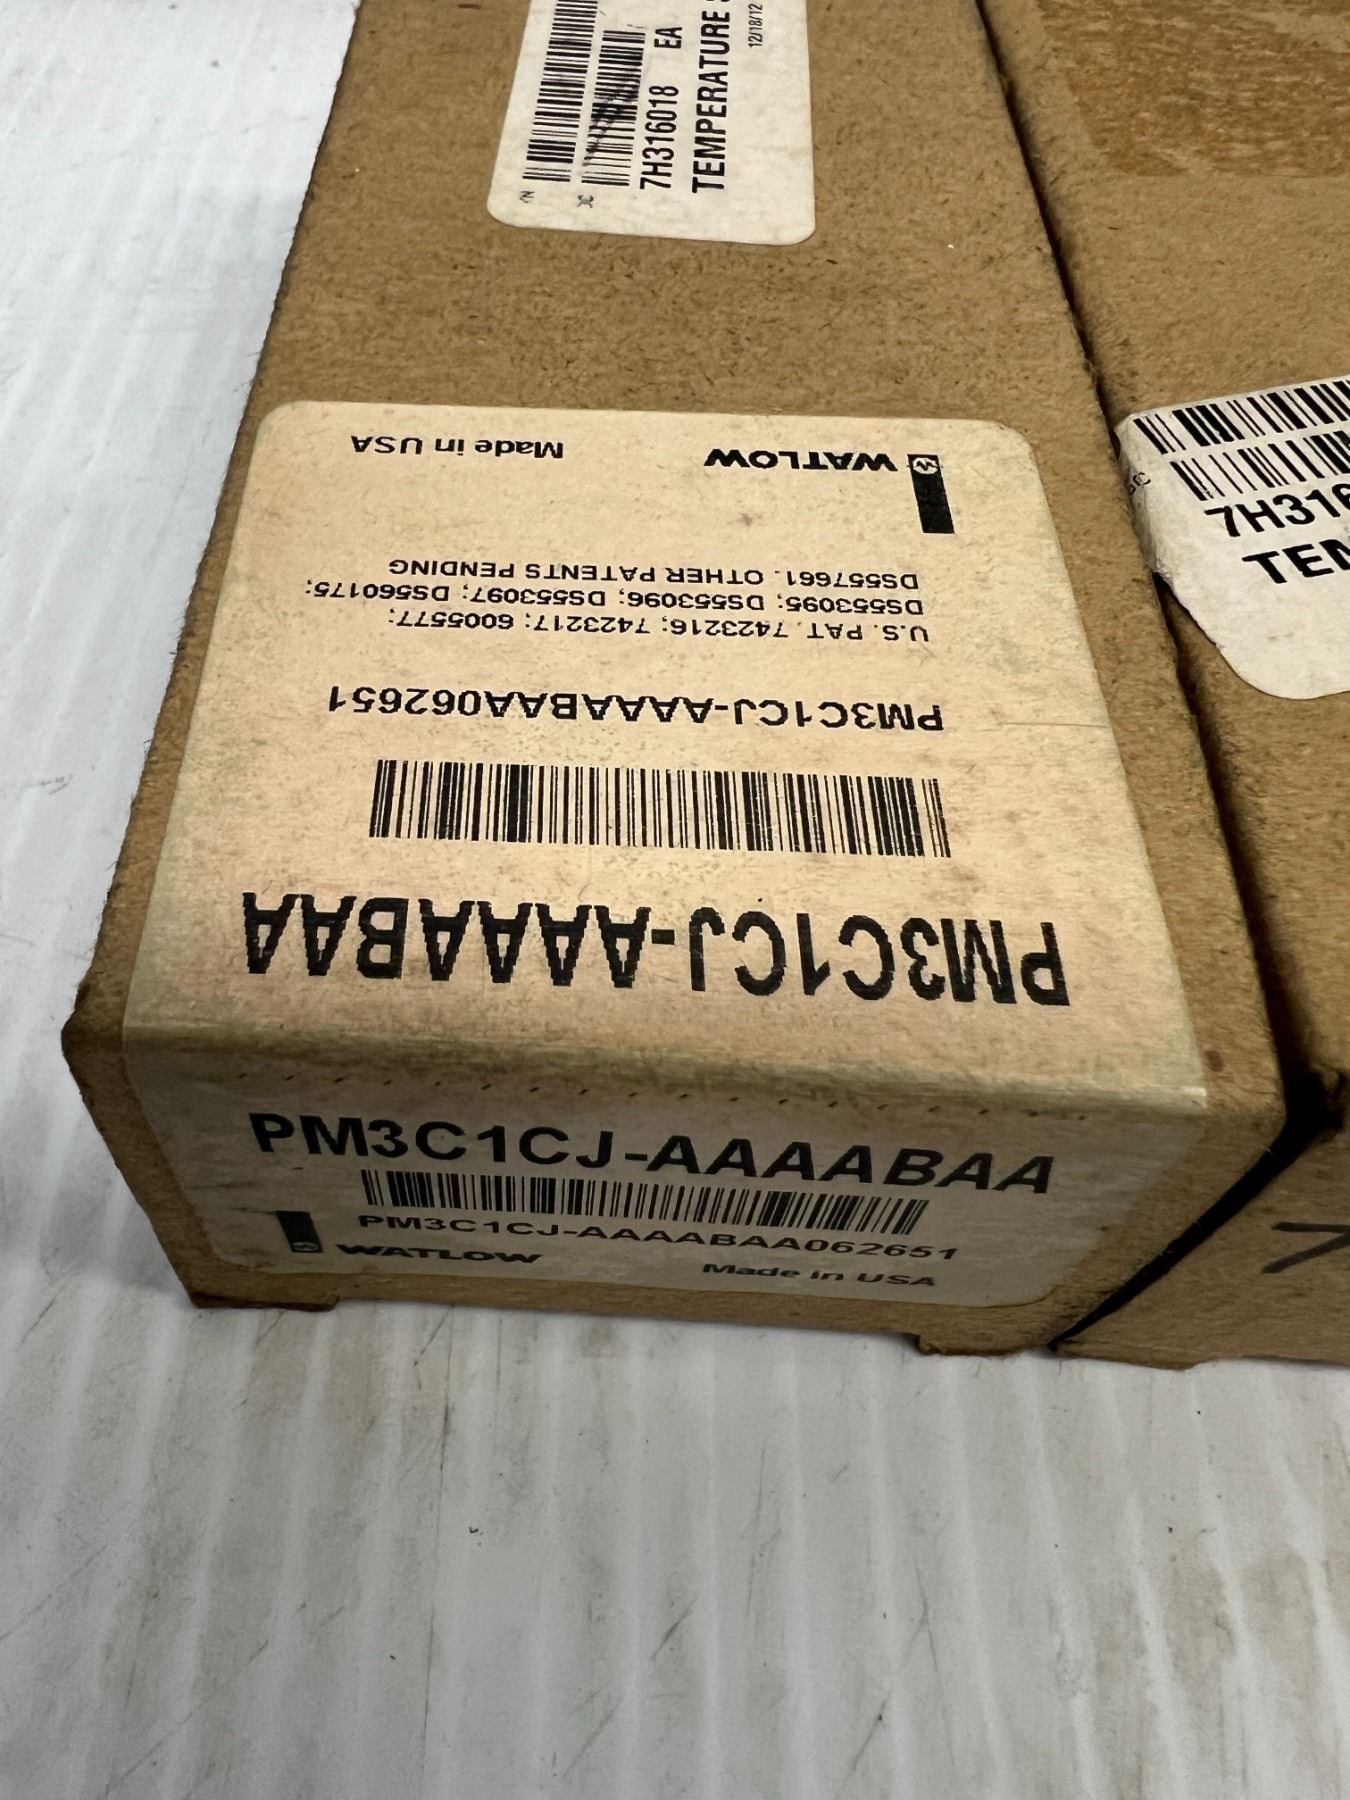 7H316018 EA
TEMPERATURE
12/18/12
WATLOW Made in USA
U.S. PAT. 7423216; 7423217; 6005577;
DS553095; DS553096; DS553097; DS560175;
DS557661. OTHER PATENTS PENDING
PM3C1CJ-AAAABAA062651
PM3C1CJ-AAAABAA
PM3C1CJ-AAAABAA
PM3C1CJ-AAAABAA062651
WATLOW
Made in USA
7H316
TEM
7